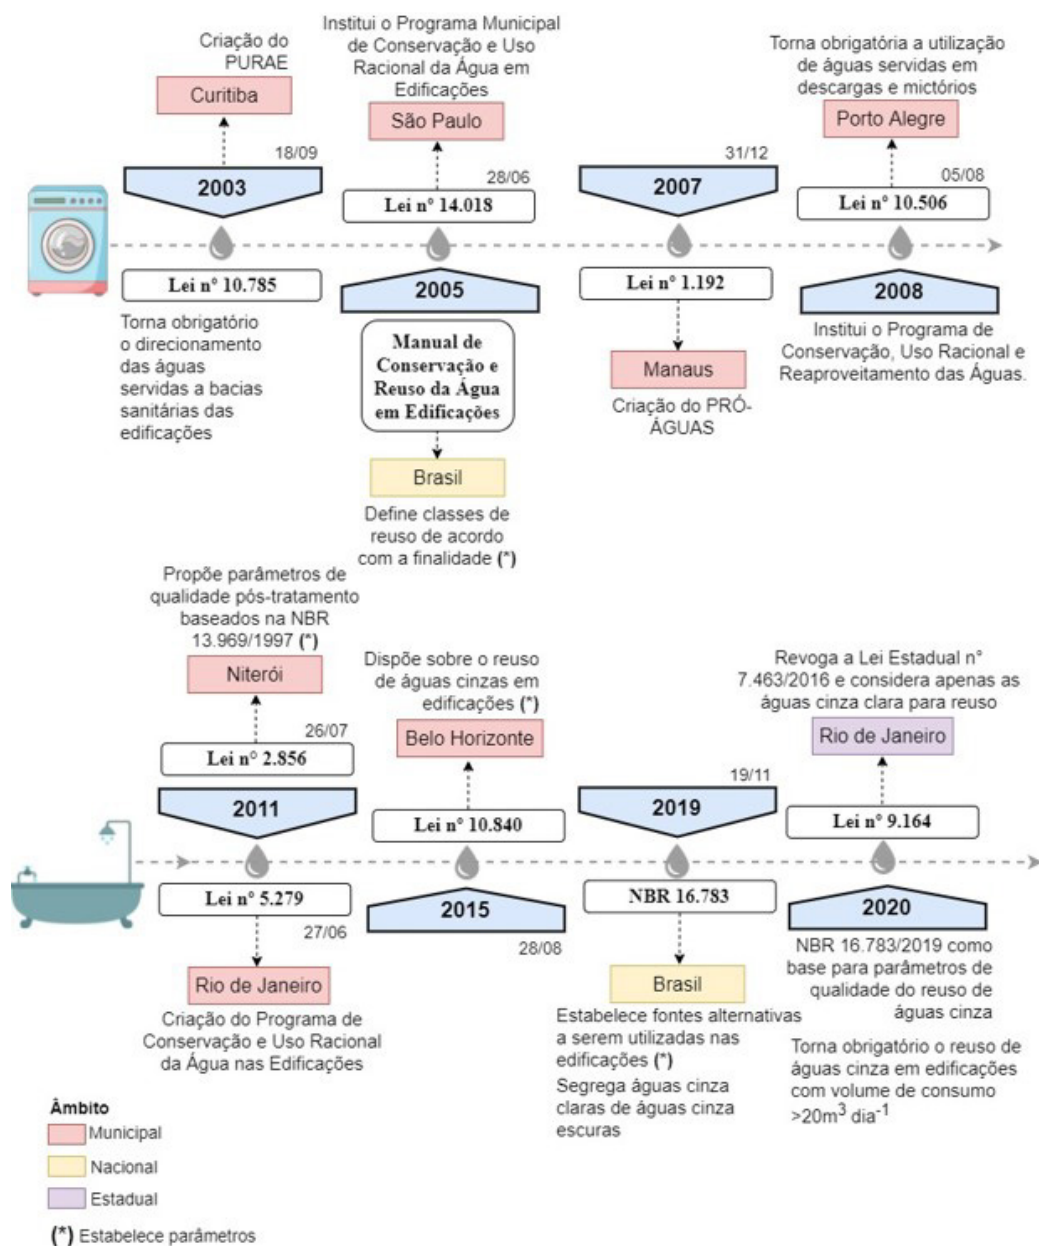 Criação do
PURAE
Curitiba
18/09
2003
Lei n° 10.785
Torna obrigatório
o direcionamento
das águas
servidas a bacias
sanitárias das
edificações
Institui o Programa Municipal
de Conservação e Uso
Racional da Água em
Edificações
São Paulo
28/06
Lei n° 14.018
2005
Manual de
Conservação e
Reuso da Água
em Edificações
Brasil
Define classes de
reuso de acordo
com a finalidade (*)
31/12
2007
Lei n° 1.192
Manaus
Criação do PRÓ-
ÁGUAS
Torna obrigatória a utilização
de águas servidas em
descargas e mictórios
Porto Alegre
05/08
Lei n° 10.506
2008
Institui o Programa de
Conservação, Uso Racional e
Reaproveitamento das Águas.
Propõe parâmetros de
qualidade pós-tratamento
baseados na NBR
13.969/1997 (*)
Niterói
26/07
Lei n° 2.856
2011
Lei n° 5.279
27/06
Rio de Janeiro
Criação do Programa de
Conservação e Uso Racional
da Água nas Edificações
Dispõe sobre o reuso
de águas cinzas em
edificações (*)
Belo Horizonte
Lei n° 10.840
2015
28/08
19/11
2019
NBR 16.783
Brasil
Estabelece fontes alternativas
a serem utilizadas nas
edificações (*)
Segrega águas cinza
claras de águas cinza
escuras
Revoga a Lei Estadual n°
7.463/2016 e considera apenas as
águas cinza clara para reuso
Rio de Janeiro
Lei n° 9.164
2020
NBR 16.783/2019 como
base para parâmetros de
qualidade do reuso de
águas cinza
Torna obrigatório o reuso de
águas cinza em edificações
com volume de consumo
>20m³ dia⁻¹
Âmbito
Municipal
Nacional
Estadual
(*) Estabelece parâmetros